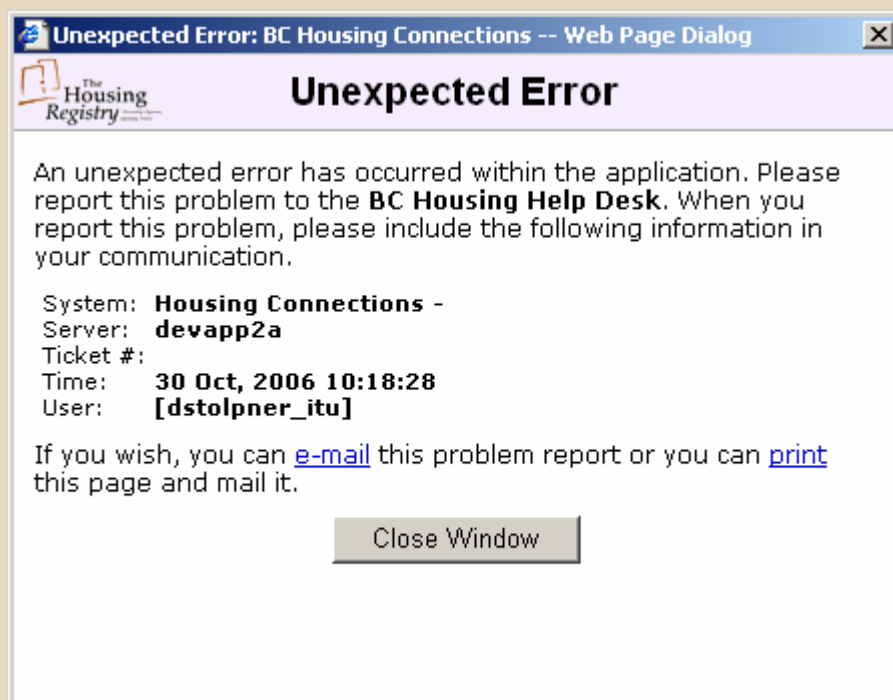 Unexpected Error: BC Housing Connections -- Web Page Dialog
The
Housing
Registry
Unexpected Error
An unexpected error has occurred within the application. Please
report this problem to the BC Housing Help Desk. When you
report this problem, please include the following information in
your communication.
System: Housing Connections -
Server: devapp2a
Ticket #:
Time: 30 Oct, 2006 10:18:28
User: [dstolpner_itu]
If you wish, you can e-mail this problem report or you can print
this page and mail it.
Close Window